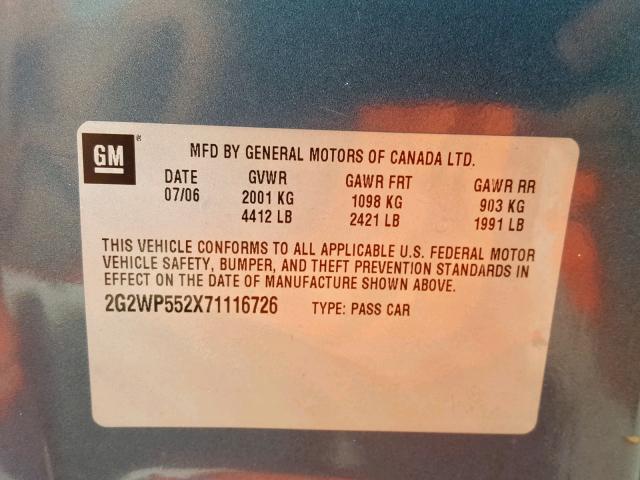 GM®
MFD BY GENERAL MOTORS OF CANADA LTD.
DATE GVWR GAWR FRT GAWR RR
07/06 2001 KG 1098 KG 903 KG
4412 LB 2421 LB 1991 LB
THIS VEHICLE CONFORMS TO ALL APPLICABLE U.S. FEDERAL MOTOR
VEHICLE SAFETY, BUMPER, AND THEFT PREVENTION STANDARDS IN
EFFECT ON THE DATE OF MANUFACTURE SHOWN ABOVE.
2G2WP552X71116726 TYPE: PASS CAR